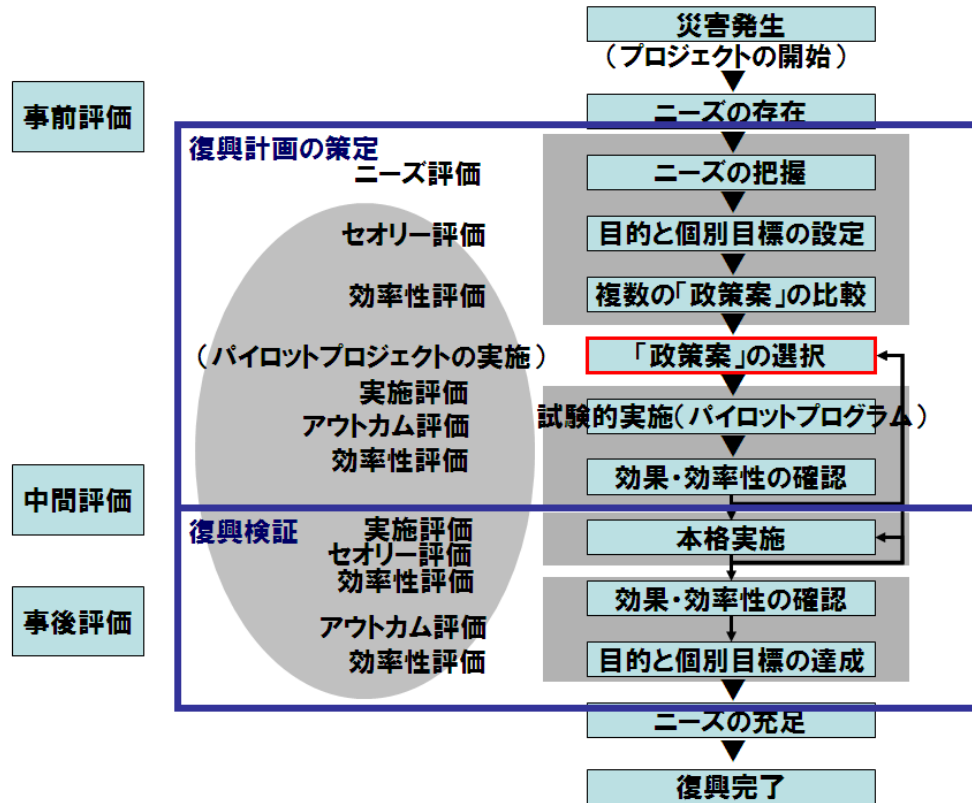 災害発生
(プロジェクトの開始)
事前評価
ニーズの存在
復興計画の策定
ニーズ評価
ニーズの把握
セオリー評価
目的と個別目標の設定
効率性評価
複数の「政策案」の比較
(パイロットプロジェクトの実施)
「政策案」の選択
実施評価
試験的実施(パイロットプログラム)
アウトカム評価
効率性評価
効果・効率性の確認
中間評価
復興検証
実施評価
本格実施
セオリー評価
効率性評価
事後評価
効果・効率性の確認
アウトカム評価
効率性評価
目的と個別目標の達成
ニーズの充足
復興完了